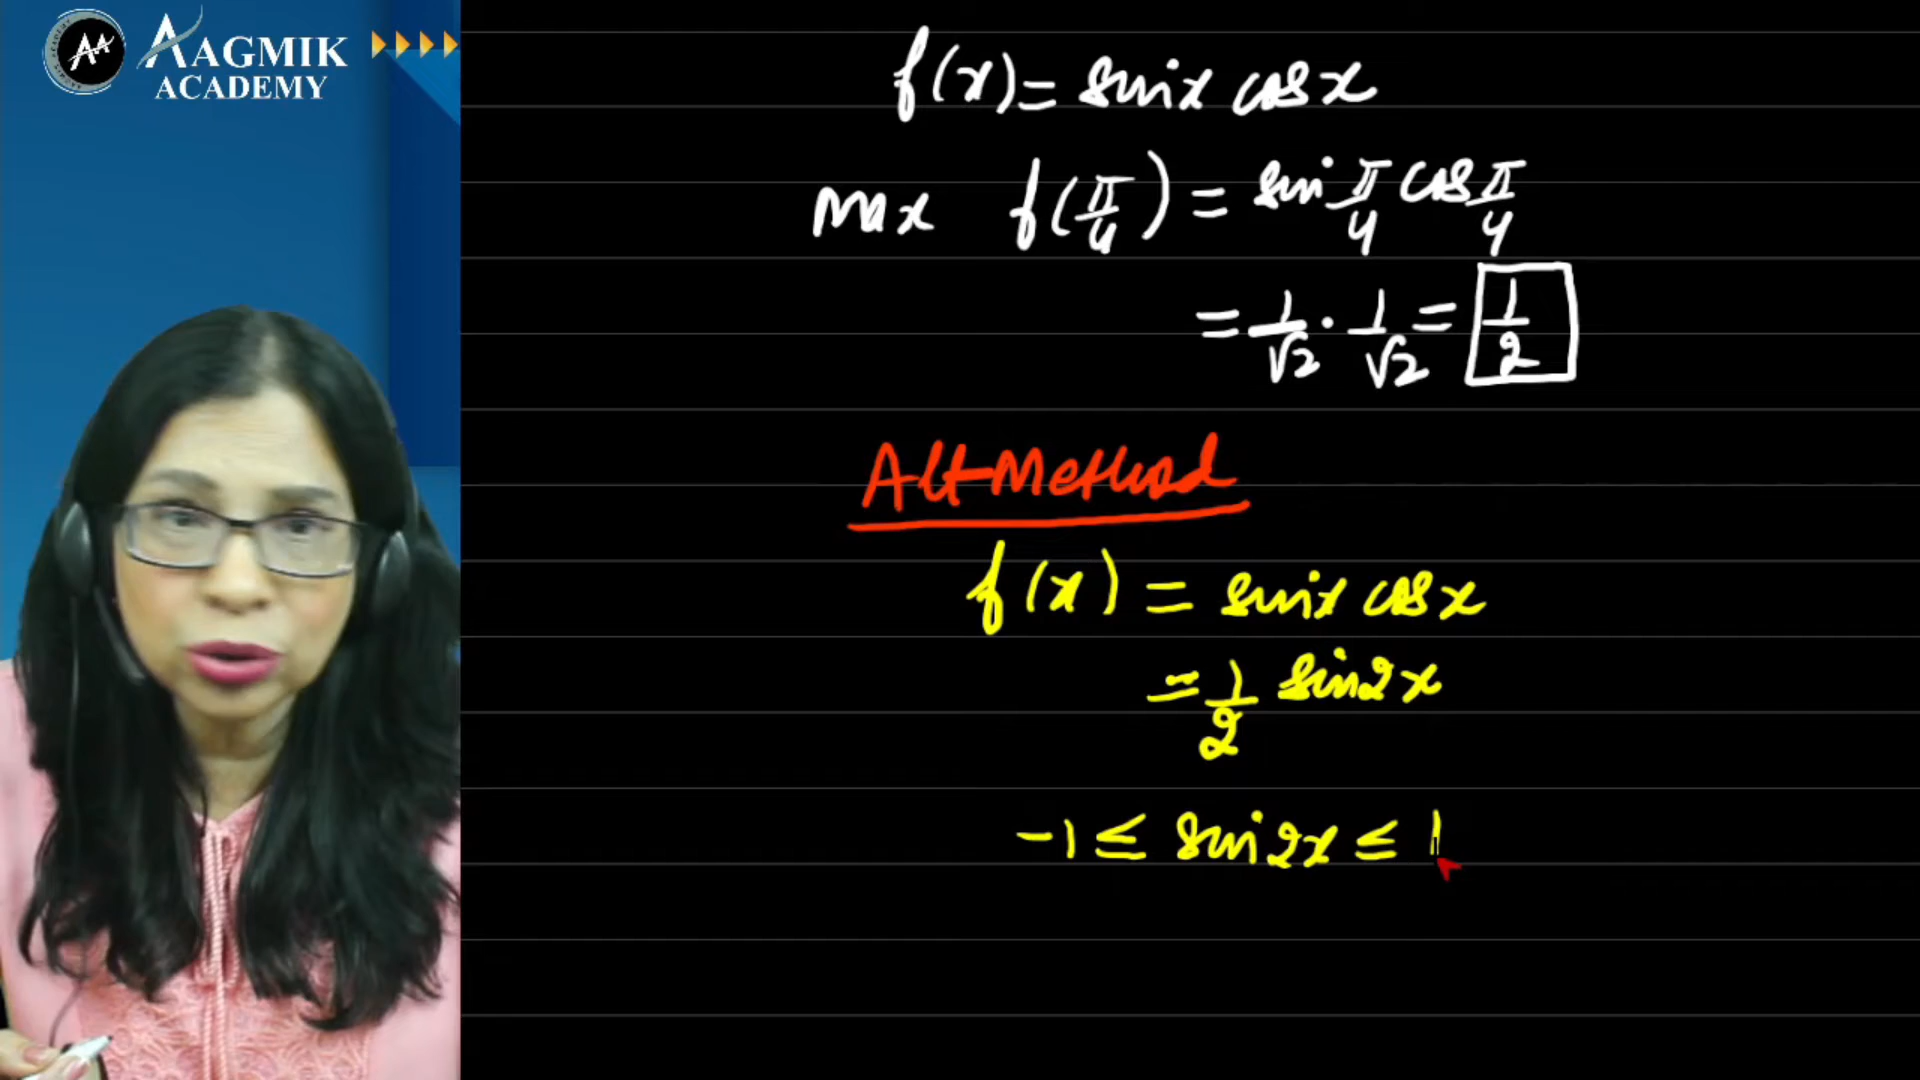 AAGMIK
ACADEMY
f(x) = sinx cosx
max f(π/4) = sin π/4 cos π/4
= 1/√2 · 1/√2 = 1/2
Alt Method
f(x) = sinx cosx
= 1/2 sin2x
-1 ≤ sin2x ≤ 1